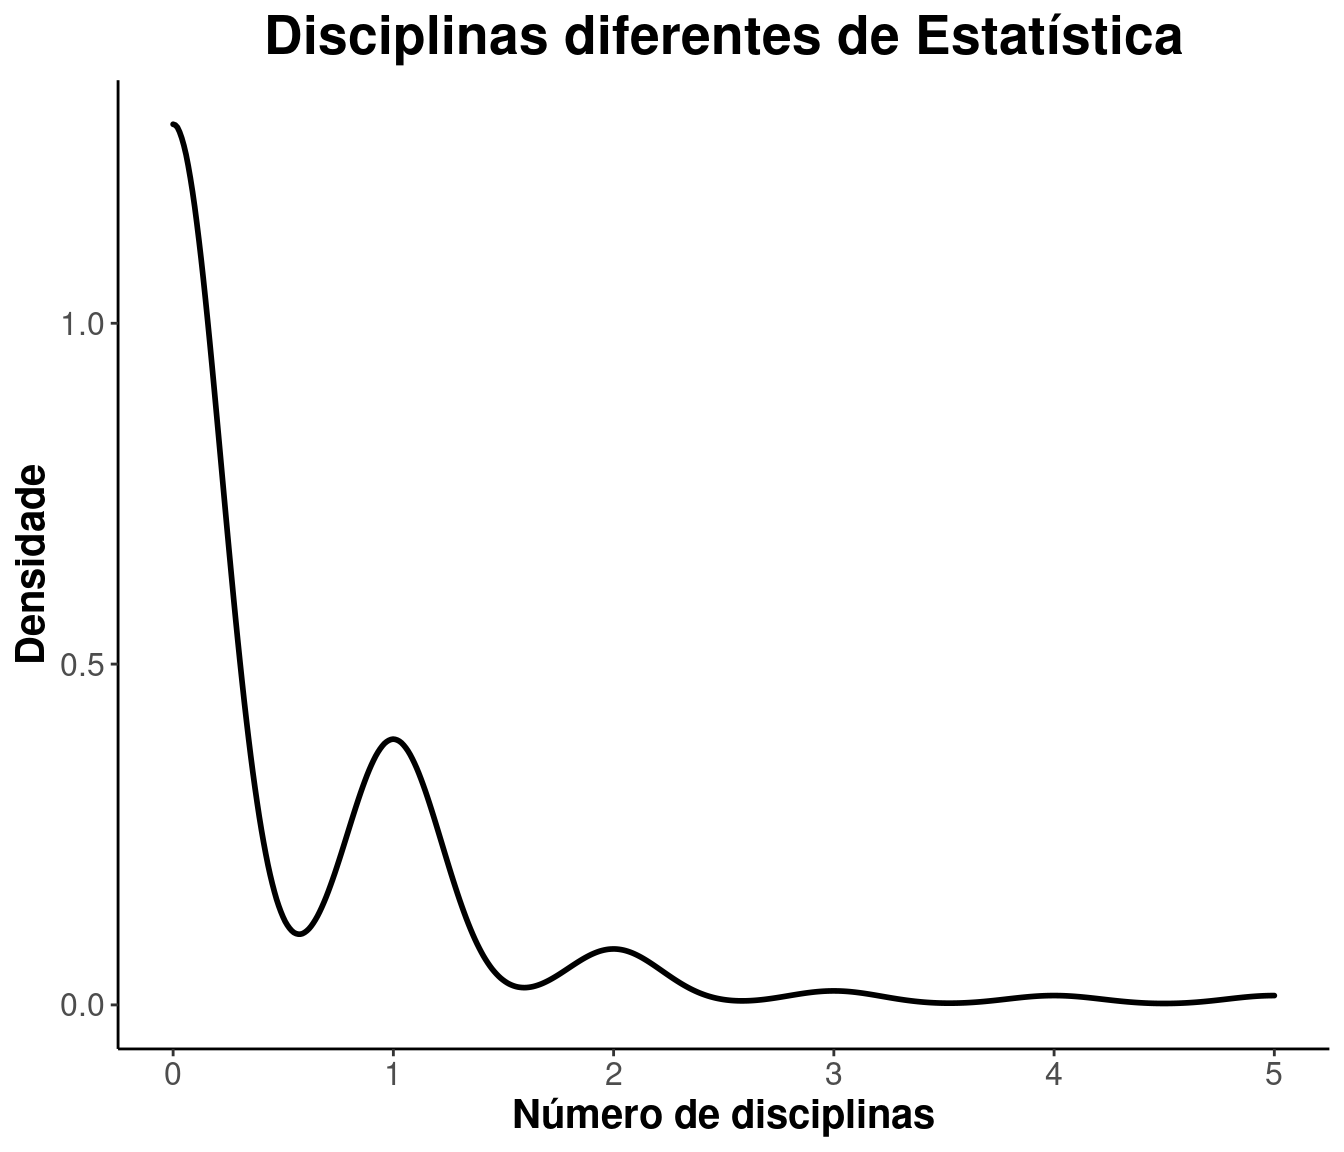 Disciplinas diferentes de Estatística
Densidade
1.0
0.5
0.0
0 1 2 3 4 5
Número de disciplinas